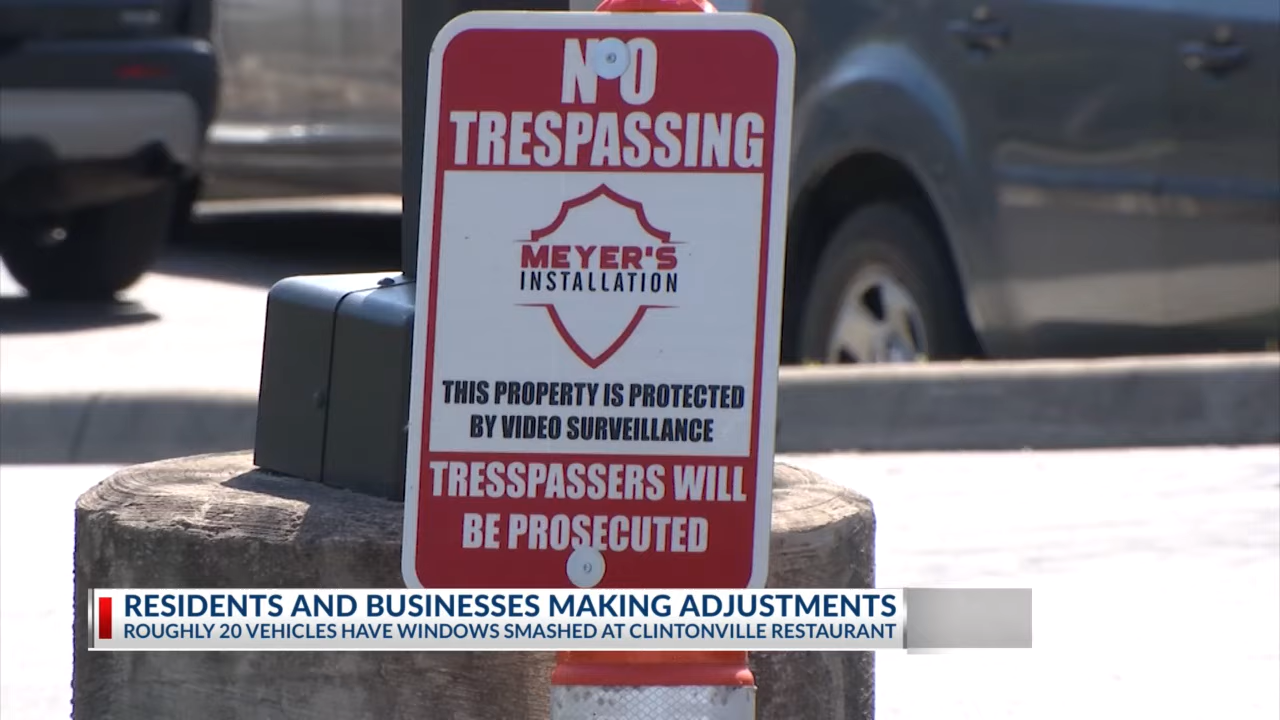 NO
TRESPASSING
MEYER'S
INSTALLATION
THIS PROPERTY IS PROTECTED
BY VIDEO SURVEILLANCE
TRESSPASSERS WILL
BE PROSECUTED
RESIDENTS AND BUSINESSES MAKING ADJUSTMENTS
ROUGHLY 20 VEHICLES HAVE WINDOWS SMASHED AT CLINTONVILLE RESTAURANT